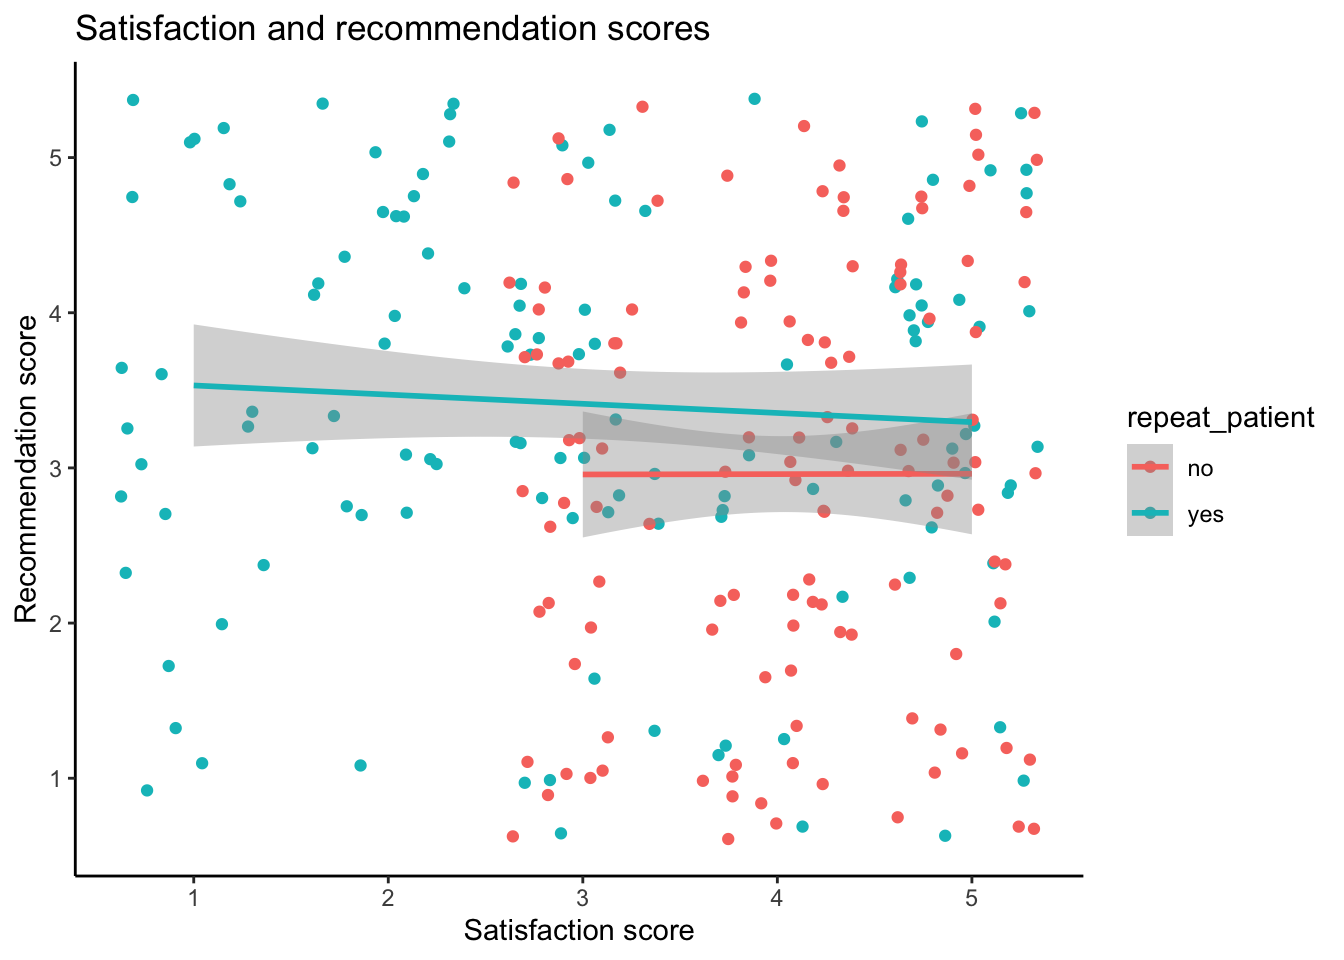 Satisfaction and recommendation scores
Recommendation score
5
4
3
2
1
1 2 3 4 5
Satisfaction score
repeat_patient
no
yes